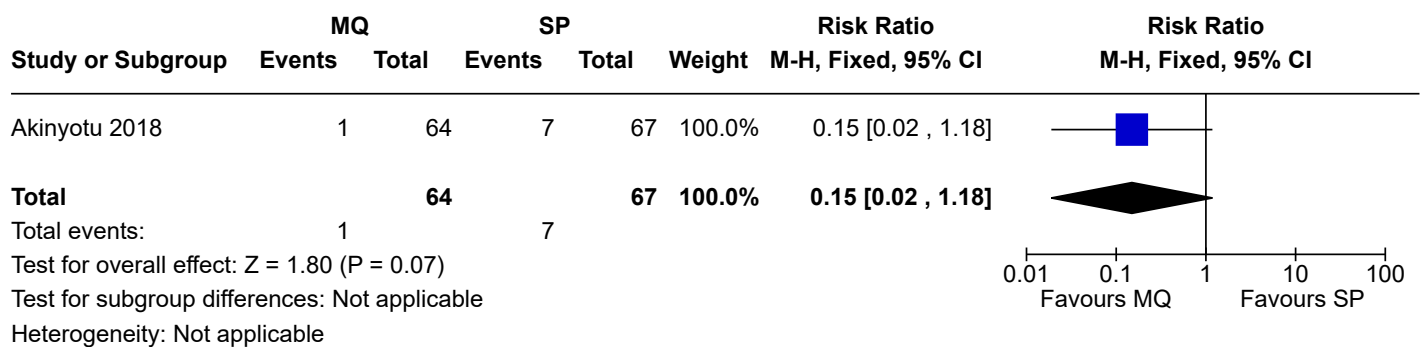 MQ SP Risk Ratio Risk Ratio
Study or Subgroup Events Total Events Total Weight M-H, Fixed, 95% CI M-H, Fixed, 95% CI
Akinyotu 2018 1 64 7 67 100.0% 0.15 [0.02 , 1.18]
Total 64 67 100.0% 0.15 [0.02 , 1.18]
Total events: 1 7
Test for overall effect: Z = 1.80 (P = 0.07)
0.01 0.1 1 10 100
Test for subgroup differences: Not applicable
Favours MQ Favours SP
Heterogeneity: Not applicable